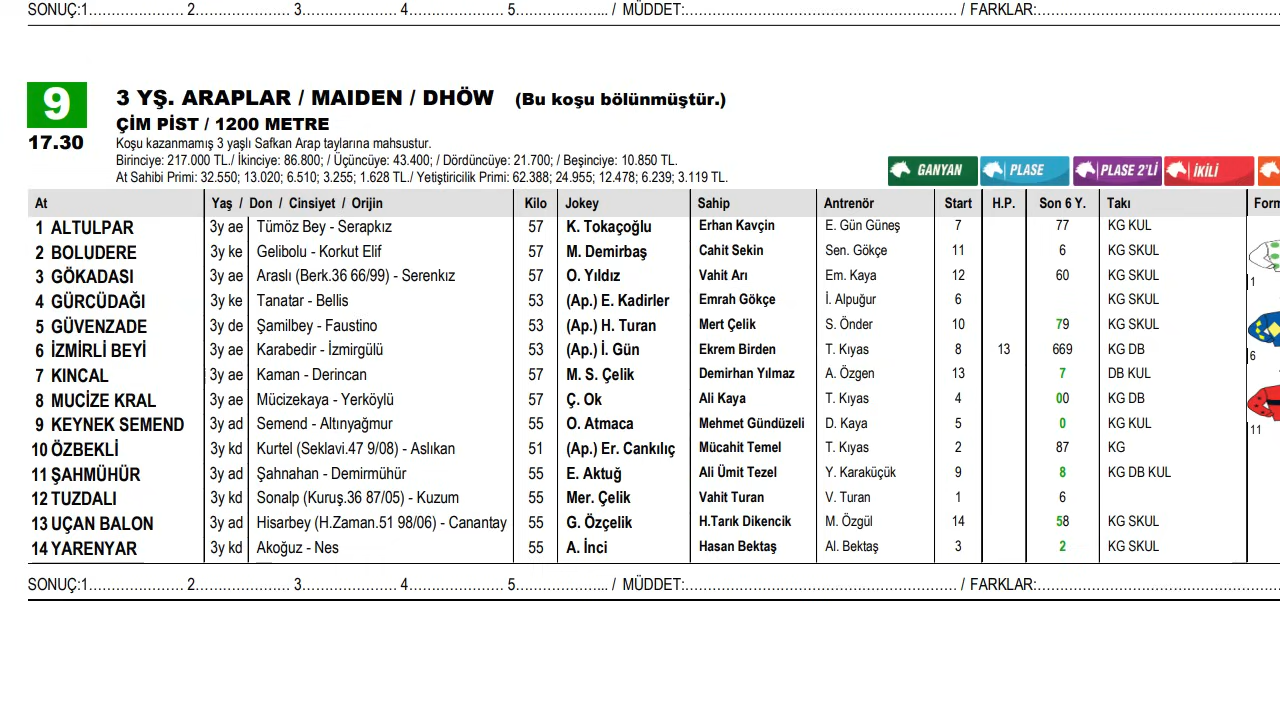 SONUÇ:1...................... 2...................... 3...................... 4...................... 5...................... / MÜDDET:............................................................ / FARKLAR:............................................................
9 3 YŞ. ARAPLAR / MAIDEN / DHÖW (Bu koşu bölünmüştür.)
ÇİM PİST / 1200 METRE
17.30 Koşu kazanmamış 3 yaşlı Safkan Arap taylarına mahsustur.
Birinciye: 217.000 TL./ İkinciye: 86.800; / Üçüncüye: 43.400; / Dördüncüye: 21.700; / Beşinciye: 10.850 TL.
At Sahibi Primi: 32.550; 13.020; 6.510; 3.255; 1.628 TL./ Yetiştiricilik Primi: 62.388; 24.955; 12.478; 6.239; 3.119 TL.
GANYAN PLASE PLASE 2'Lİ İKİLİ
At Yaş / Don / Cinsiyet / Orijin Kilo Jokey Sahip Antrenör Start H.P. Son 6 Y. Takı Form
1 ALTULPAR 3y ae Tümöz Bey - Serapkız 57 K. Tokaçoğlu Erhan Kavçin E. Gün Güneş 7 77 KG KUL
2 BOLUDERE 3y ke Gelibolu - Korkut Elif 57 M. Demirbaş Cahit Sekin Sen. Gökçe 11 6 KG SKUL
3 GÖKADASI 3y ae Araslı (Berk.36 66/99) - Serenkız 57 O. Yıldız Vahit Arı Em. Kaya 12 60 KG SKUL
1
4 GÜRCÜDAĞI 3y ke Tanatar - Bellis 53 (Ap.) E. Kadirler Emrah Gökçe İ. Alpuğur 6 KG SKUL
5 GÜVENZADE 3y de Şamilbey - Faustino 53 (Ap.) H. Turan Mert Çelik S. Önder 10 79 KG SKUL
6 İZMİRLİ BEYİ 3y ae Karabedir - İzmirgülü 53 (Ap.) İ. Gün Ekrem Birden T. Kıyas 8 13 669 KG DB
6
7 KINCAL 3y ae Kaman - Derincan 57 M. S. Çelik Demirhan Yılmaz A. Özgen 13 7 DB KUL
8 MUCİZE KRAL 3y ae Mücizekaya - Yerköylü 57 Ç. Ok Ali Kaya T. Kıyas 4 00 KG DB
9 KEYNEK SEMEND 3y ad Semend - Altınyağmur 55 O. Atmaca Mehmet Gündüzeli D. Kaya 5 0 KG KUL
11
10 ÖZBEKLİ 3y kd Kurtel (Seklavi.47 9/08) - Aslıkan 51 (Ap.) Er. Cankılıç Mücahit Temel T. Kıyas 2 87 KG
11 ŞAHMÜHÜR 3y ad Şahnahan - Demirmühür 55 E. Aktuğ Ali Ümit Tezel Y. Karaküçük 9 8 KG DB KUL
12 TUZDALI 3y kd Sonalp (Kuruş.36 87/05) - Kuzum 55 Mer. Çelik Vahit Turan V. Turan 1 6
13 UÇAN BALON 3y ad Hisarbey (H.Zaman.51 98/06) - Canantay 55 G. Özçelik H.Tarık Dikencik M. Özgül 14 58 KG SKUL
14 YARENYAR 3y kd Akoğuz - Nes 55 A. İnci Hasan Bektaş Al. Bektaş 3 2 KG SKUL
SONUÇ:1...................... 2...................... 3...................... 4...................... 5...................... / MÜDDET:............................................................ / FARKLAR:............................................................